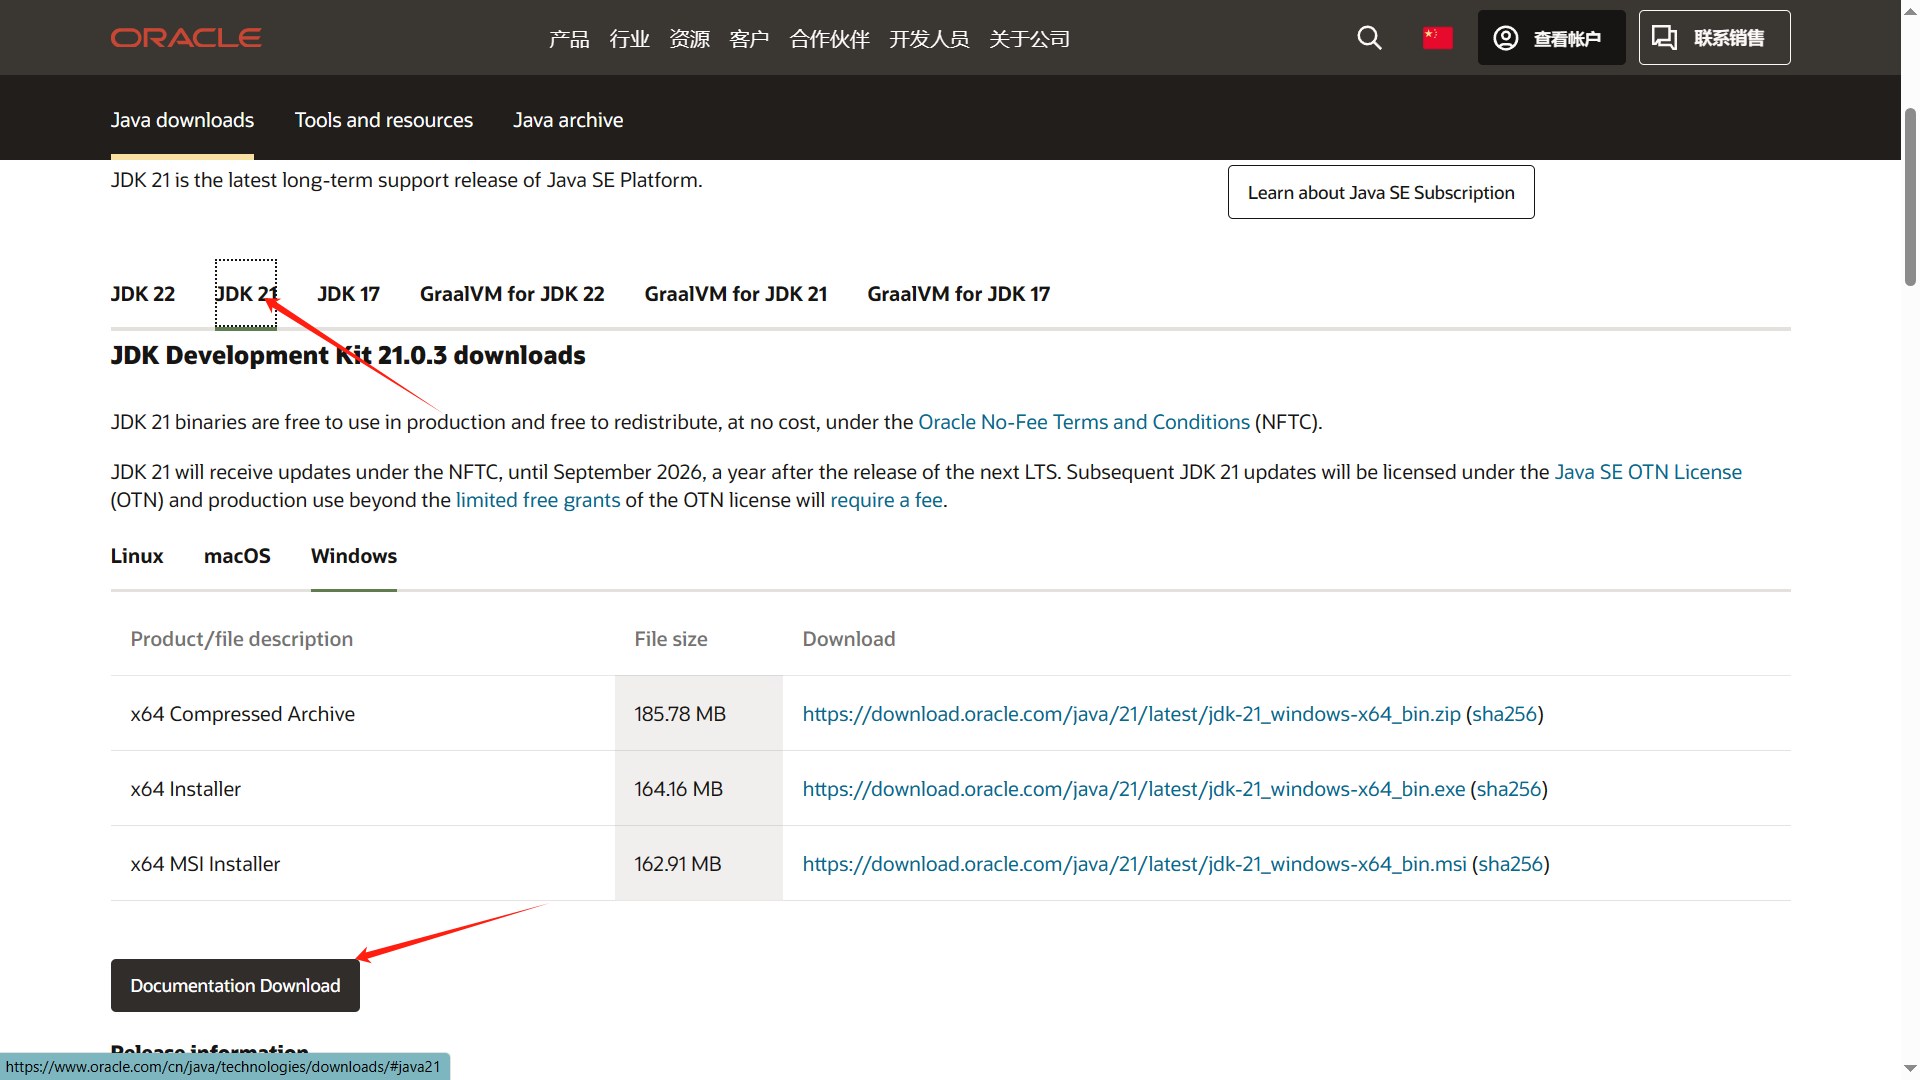 ORACLE 产品 行业 资源 客户 合作伙伴 开发人员 关于公司 查看帐户 联系销售
Java downloads Tools and resources Java archive
JDK 21 is the latest long-term support release of Java SE Platform.
Learn about Java SE Subscription
JDK 22 JDK 21 JDK 17 GraalVM for JDK 22 GraalVM for JDK 21 GraalVM for JDK 17
JDK Development Kit 21.0.3 downloads
JDK 21 binaries are free to use in production and free to redistribute, at no cost, under the Oracle No-Fee Terms and Conditions (NFTC).
JDK 21 will receive updates under the NFTC, until September 2026, a year after the release of the next LTS. Subsequent JDK 21 updates will be licensed under the Java SE OTN License
(OTN) and production use beyond the limited free grants of the OTN license will require a fee.
Linux macOS Windows
Product/file description File size Download
x64 Compressed Archive 185.78 MB https://download.oracle.com/java/21/latest/jdk-21_windows-x64_bin.zip (sha256)
x64 Installer 164.16 MB https://download.oracle.com/java/21/latest/jdk-21_windows-x64_bin.exe (sha256)
x64 MSI Installer 162.91 MB https://download.oracle.com/java/21/latest/jdk-21_windows-x64_bin.msi (sha256)
Documentation Download
Release information
https://www.oracle.com/cn/java/technologies/downloads/#java21